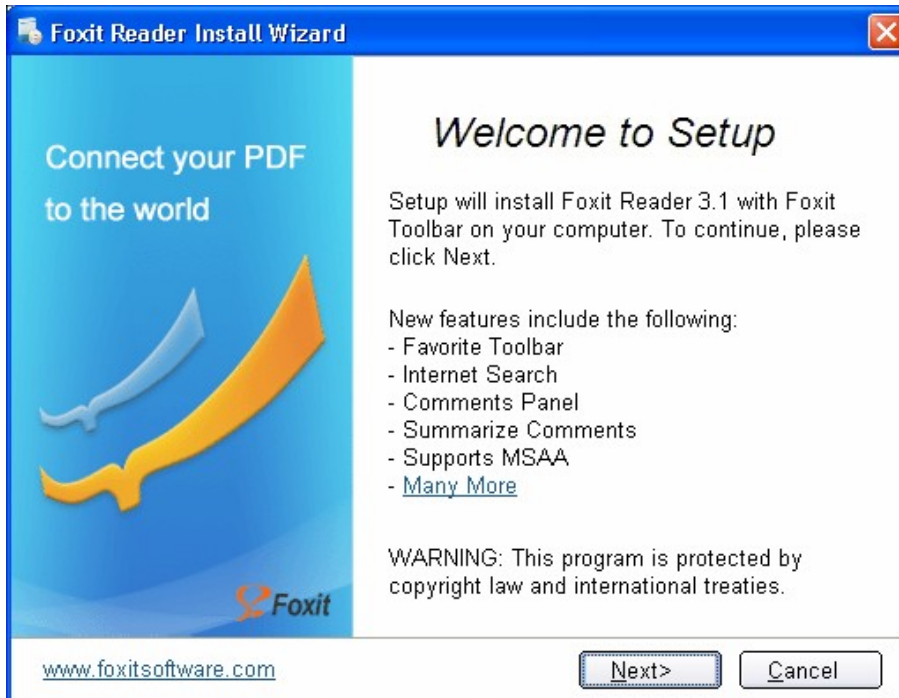 Foxit Reader Install Wizard
Connect your PDF
to the world
Foxit
Welcome to Setup
Setup will install Foxit Reader 3.1 with Foxit
Toolbar on your computer. To continue, please
click Next.
New features include the following:
- Favorite Toolbar
- Internet Search
- Comments Panel
- Summarize Comments
- Supports MSAA
- Many More
WARNING: This program is protected by
copyright law and international treaties.
www.foxitsoftware.com
Next>
Cancel